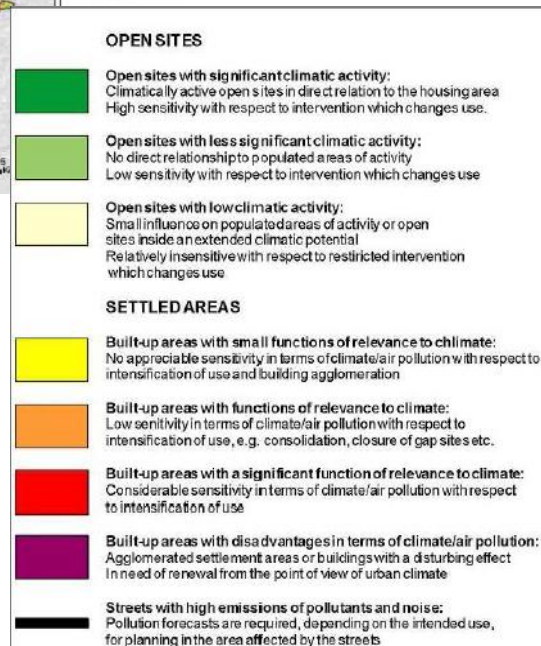 OPEN SITES
Open sites with significant climatic activity:
Climatically active open sites in direct relation to the housing area
High sensitivity with respect to intervention which changes use.
Open sites with less significant climatic activity:
No direct relationship to populated areas of activity
Low sensitivity with respect to intervention which changes use
Open sites with low climatic activity:
Small influence on populated areas of activity or open
sites inside an extended climatic potential
Relatively insensitive with respect to restiricted intervention
which changes use
SETTLED AREAS
Built-up areas with small functions of relevance to chlimate:
No appreciable sensitivity in terms of climate/air pollution with respect to
intensification of use and building agglomeration
Built-up areas with functions of relevance to climate:
Low senitivity in terms of climate/air pollution with respect to
intensification of use, e.g. consolidation, closure of gap sites etc.
Built-up areas with a significant function of relevance to climate:
Considerable sensitivity in terms of climate/air pollution with respect
to intensification of use
Built-up areas with disadvantages in terms of climate/air pollution:
Agglomerated settlement areas or buildings with a disturbing effect
In need of renewal from the point of view of urban climate
Streets with high emissions of pollutants and noise:
Pollution forecasts are required, depending on the intended use,
for planning in the area affected by the streets